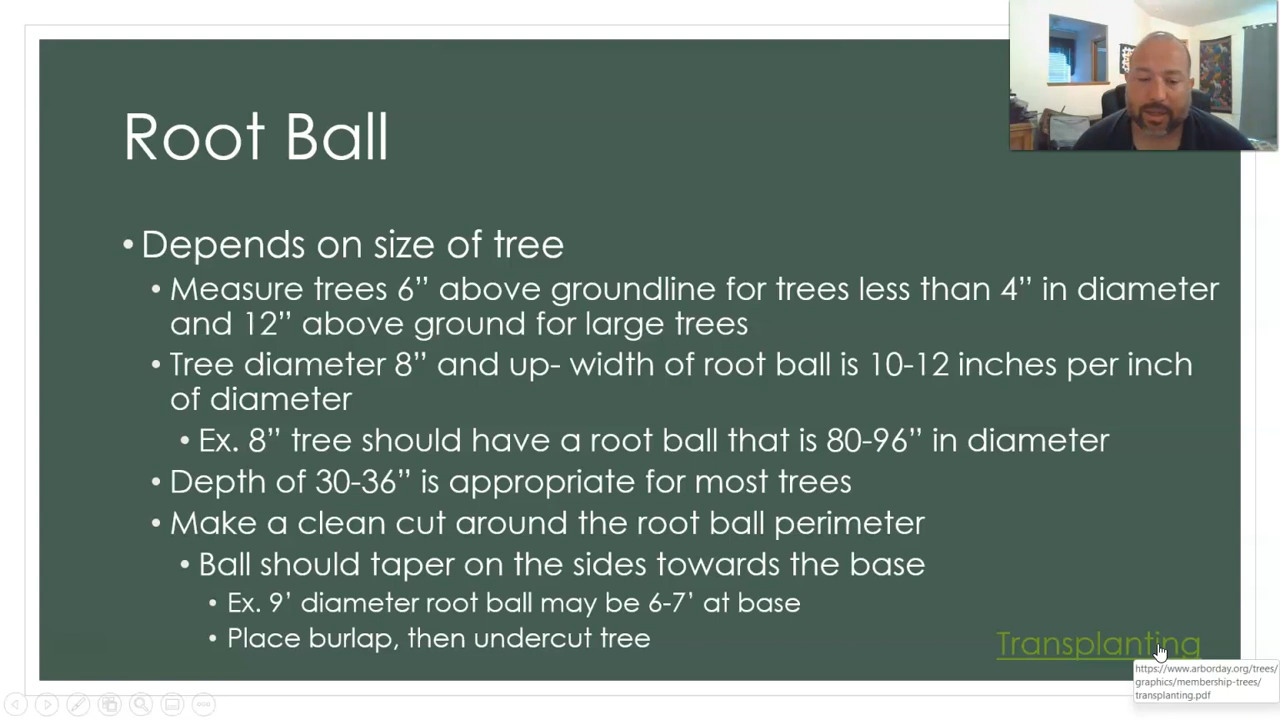 Root Ball
• Depends on size of tree
• Measure trees 6” above groundline for trees less than 4” in diameter
and 12” above ground for large trees
• Tree diameter 8” and up- width of root ball is 10-12 inches per inch
of diameter
• Ex. 8” tree should have a root ball that is 80-96” in diameter
• Depth of 30-36” is appropriate for most trees
• Make a clean cut around the root ball perimeter
• Ball should taper on the sides towards the base
• Ex. 9’ diameter root ball may be 6-7’ at base
• Place burlap, then undercut tree
Transplanting
https://www.arborday.org/trees/
graphics/membership-trees/
transplanting.pdf